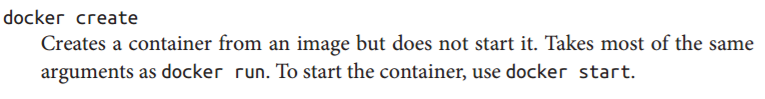 docker create
Creates a container from an image but does not start it. Takes most of the same
arguments as docker run. To start the container, use docker start.